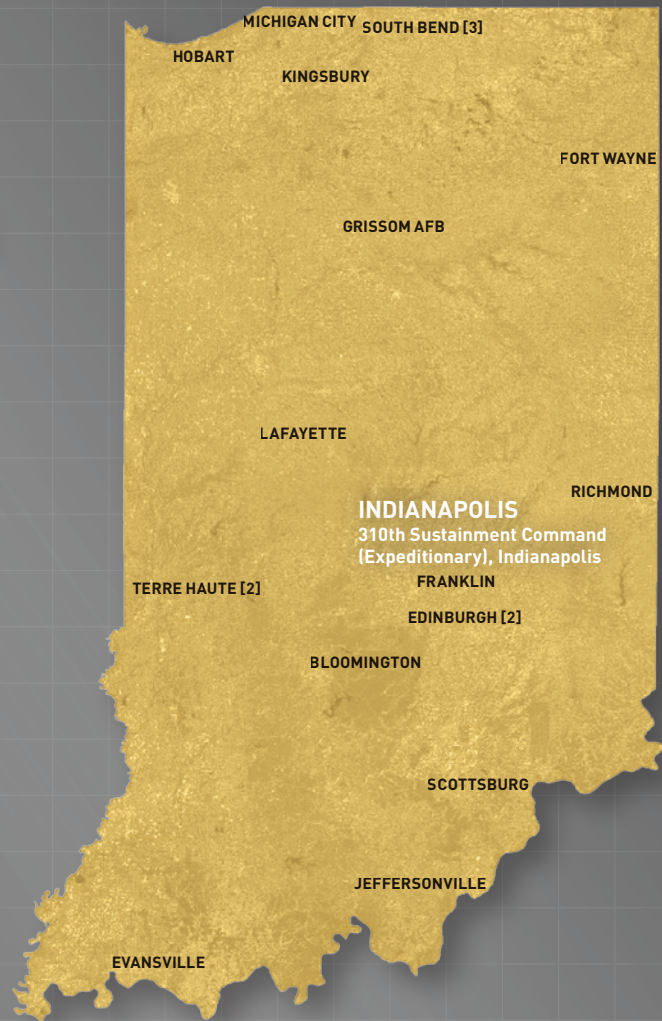 MICHIGAN CITY
SOUTH BEND [3]
HOBART
KINGSBURY
FORT WAYNE
GRISSOM AFB
LAFAYETTE
RICHMOND
INDIANAPOLIS
310th Sustainment Command
(Expeditionary), Indianapolis
FRANKLIN
TERRE HAUTE [2]
EDINBURGH [2]
BLOOMINGTON
SCOTTSBURG
JEFFERSONVILLE
EVANSVILLE